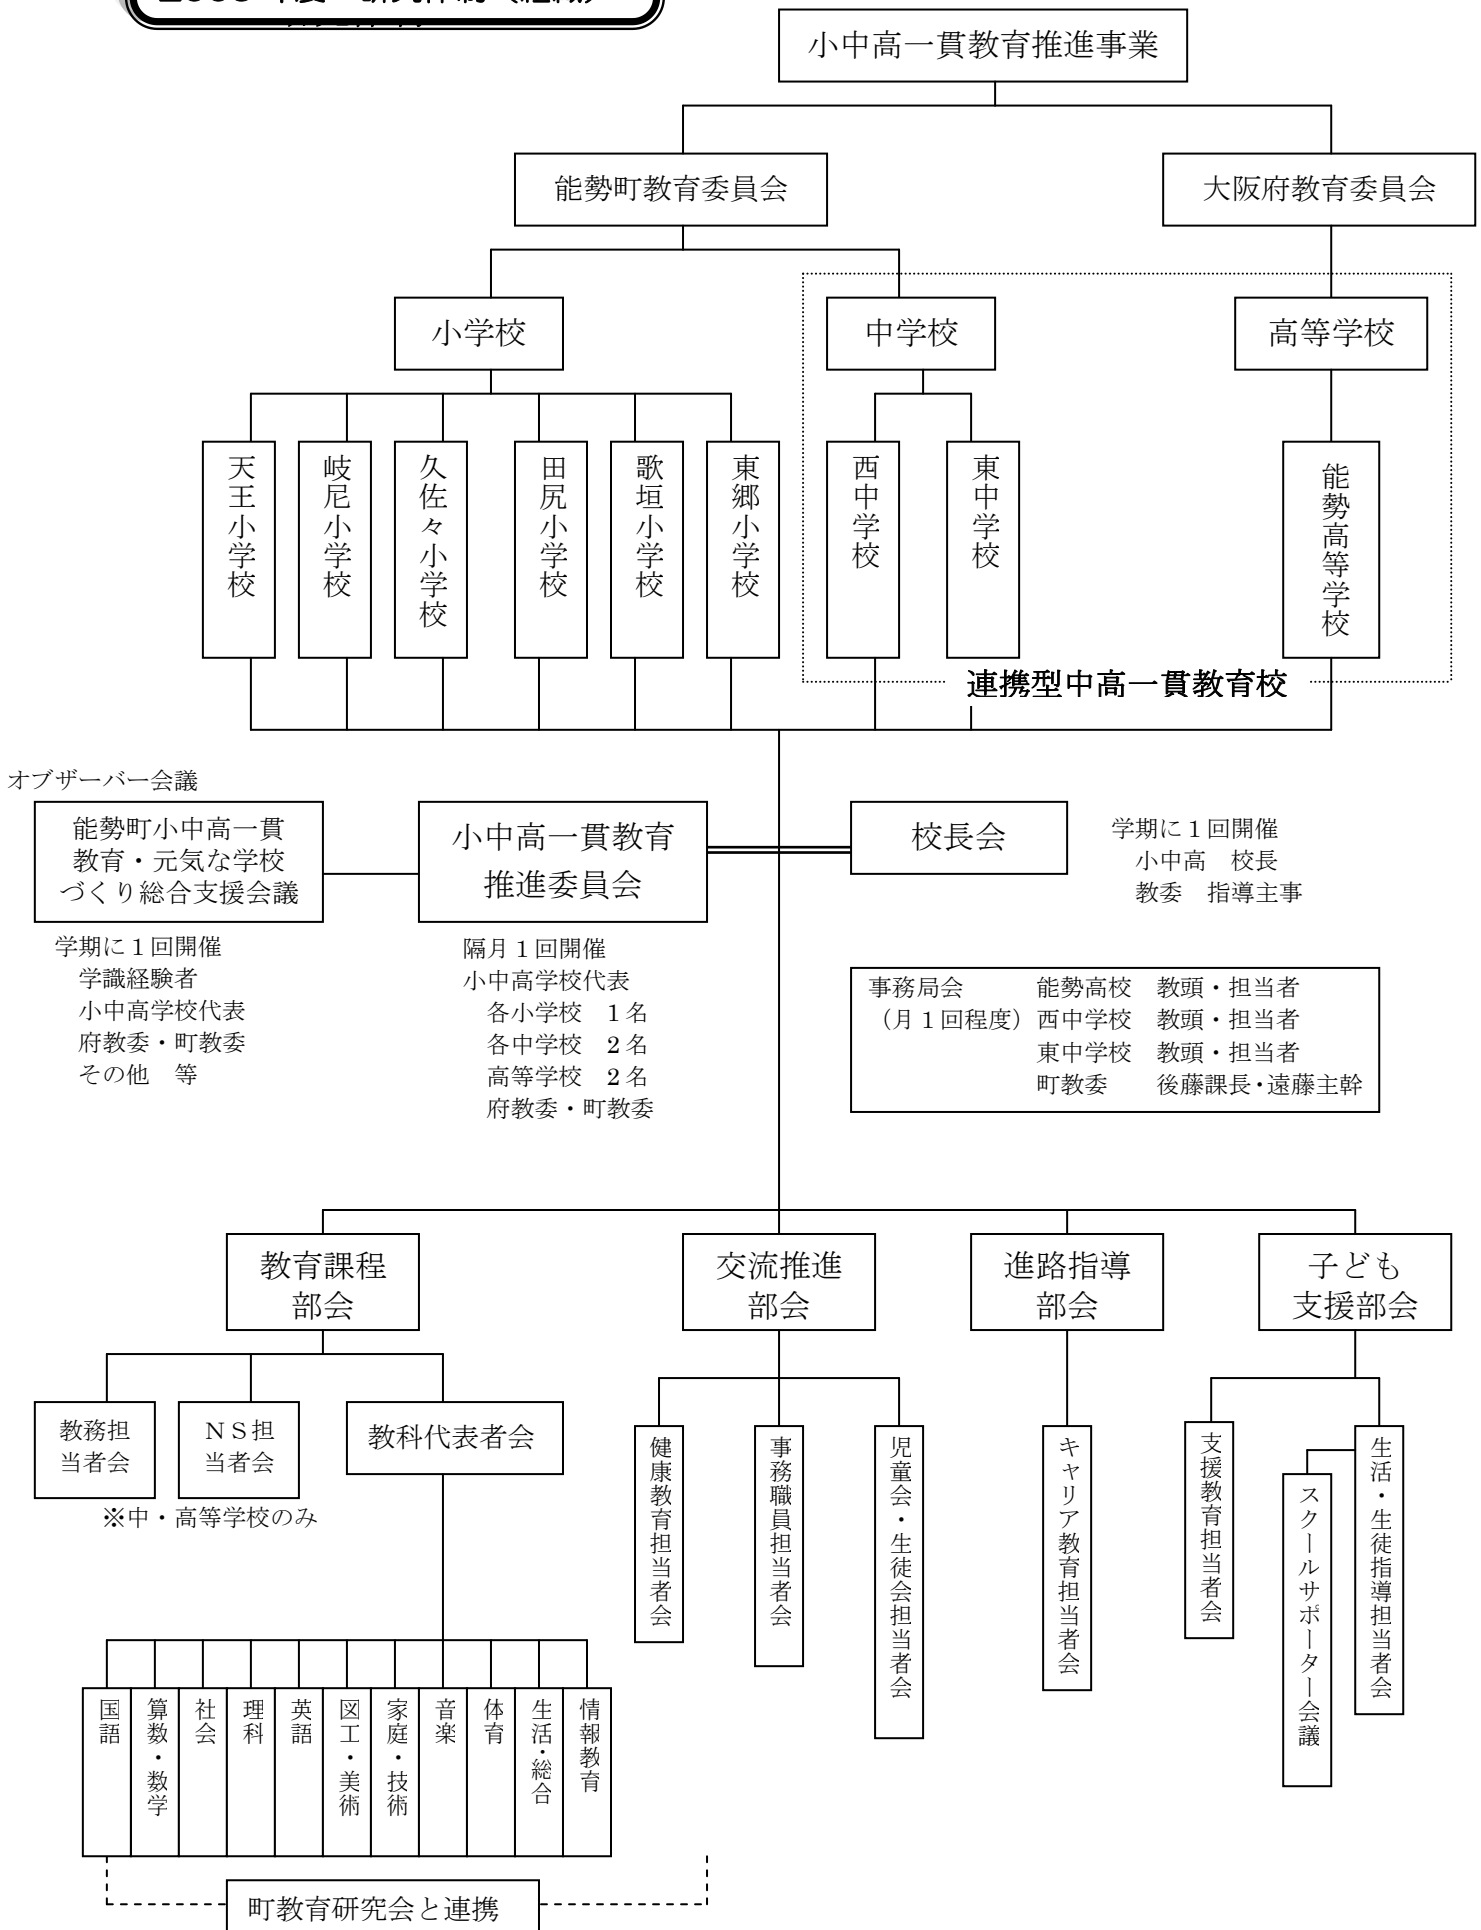 小中高一貫教育推進事業
能勢町教育委員会
大阪府教育委員会
小学校
中学校
高等学校
天王小学校
岐尼小学校
久佐々小学校
田尻小学校
歌垣小学校
東郷小学校
西中学校
東中学校
能勢高等学校
連携型中高一貫教育校
オブザーバー会議
能勢町小中高一貫
教育・元気な学校
づくり総合支援会議
小中高一貫教育
推進委員会
校長会
学期に１回開催
小中高　校長
教委　指導主事
学期に１回開催
学識経験者
小中高学校代表
府教委・町教委
その他　等
隔月１回開催
小中高学校代表
各小学校　１名
各中学校　２名
高等学校　２名
府教委・町教委
事務局会　能勢高校　教頭・担当者
（月１回程度）西中学校　教頭・担当者
東中学校　教頭・担当者
町教委　後藤課長・遠藤主幹
教育課程
部会
交流推進
部会
進路指導
部会
子ども
支援部会
教務担
当者会
ＮＳ担
当者会
教科代表者会
※中・高等学校のみ
健康教育担当者会
事務職員担当者会
児童会・生徒会担当者会
キャリア教育担当者会
支援教育担当者会
スクールサポーター会議
生活・生徒指導担当者会
国語
算数・数学
社会
理科
英語
図工・美術
家庭・技術
音楽
体育
生活・総合
情報教育
町教育研究会と連携